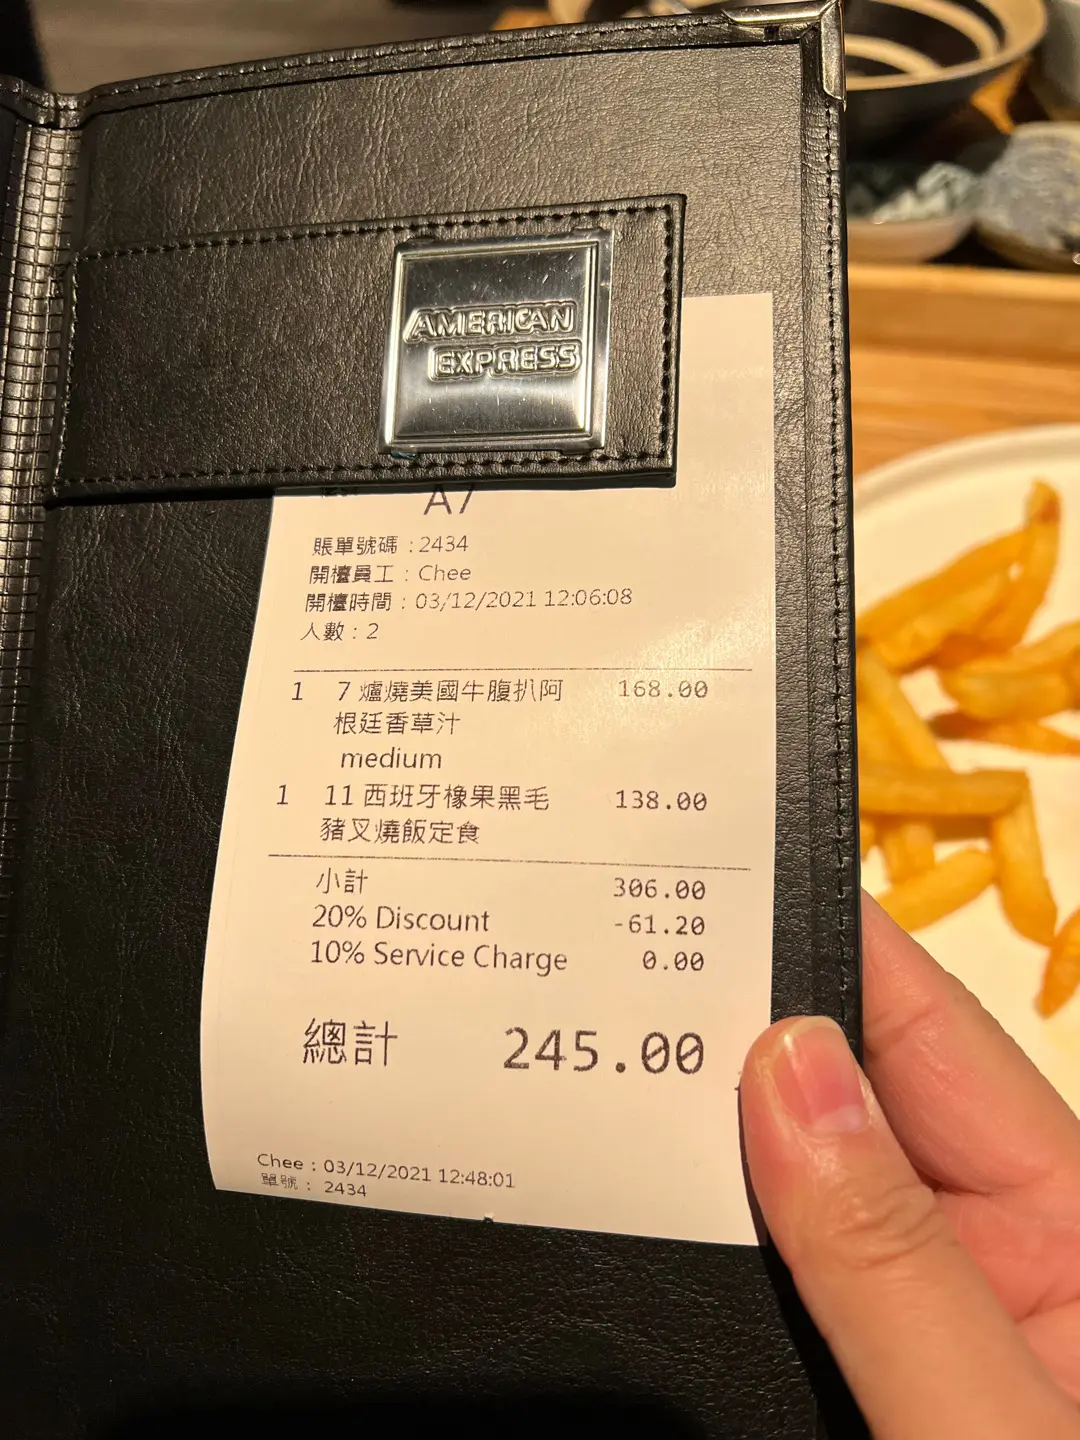 AMERICAN
EXPRESS
A7
賬單號碼 : 2434
開檯員工 : Chee
開檯時間 : 03/12/2021 12:06:08
人數 : 2
1 7 爐燒美國牛腹扒阿 168.00
根廷香草汁
medium
1 11 西班牙橡果黑毛 138.00
豬叉燒飯定食
小計 306.00
20% Discount -61.20
10% Service Charge 0.00
總計 245.00
Chee : 03/12/2021 12:48:01
單號 : 2434